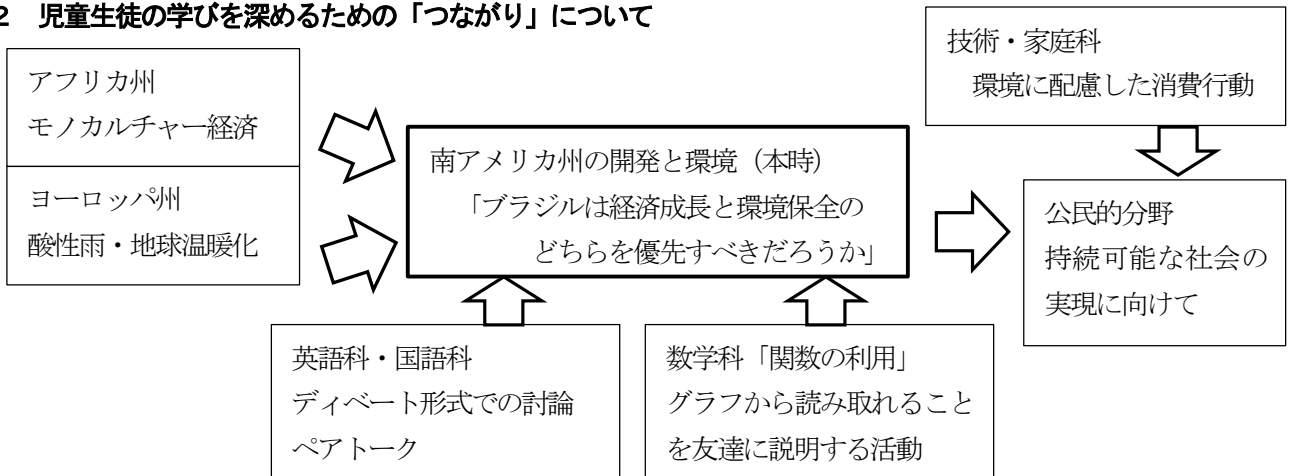 2 児童生徒の学びを深めるための「つながり」について
アフリカ州
モノカルチャー経済
ヨーロッパ州
酸性雨・地球温暖化
南アメリカ州の開発と環境（本時）
「ブラジルは経済成長と環境保全の
どちらを優先すべきだろうか」
技術・家庭科
環境に配慮した消費行動
公民的分野
持続可能な社会の
実現に向けて
英語科・国語科
ディベート形式での討論
ペアトーク
数学科「関数の利用」
グラフから読み取れること
を友達に説明する活動